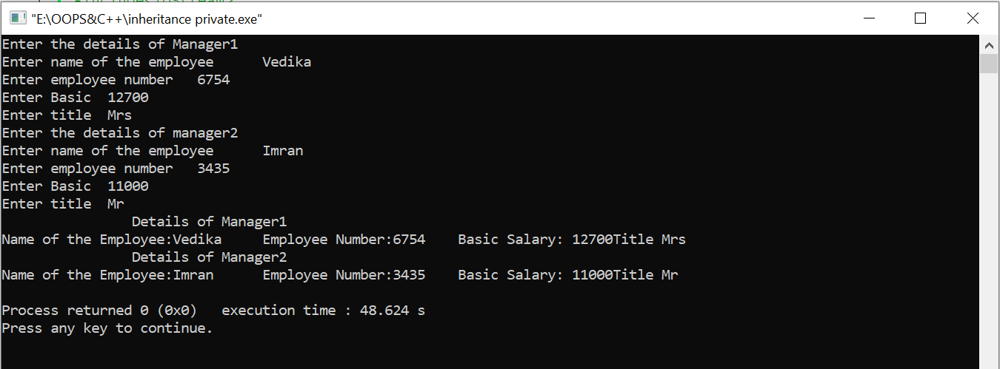 "E:\OOPS&C++\inheritance private.exe"
Enter the details of Manager1
Enter name of the employee      Vedika
Enter employee number   6754
Enter Basic  12700
Enter title  Mrs
Enter the details of manager2
Enter name of the employee      Imran
Enter employee number   3435
Enter Basic  11000
Enter title  Mr
                Details of Manager1
Name of the Employee:Vedika     Employee Number:6754    Basic Salary: 12700Title Mrs
                Details of Manager2
Name of the Employee:Imran      Employee Number:3435    Basic Salary: 11000Title Mr
Process returned 0 (0x0)   execution time : 48.624 s
Press any key to continue.